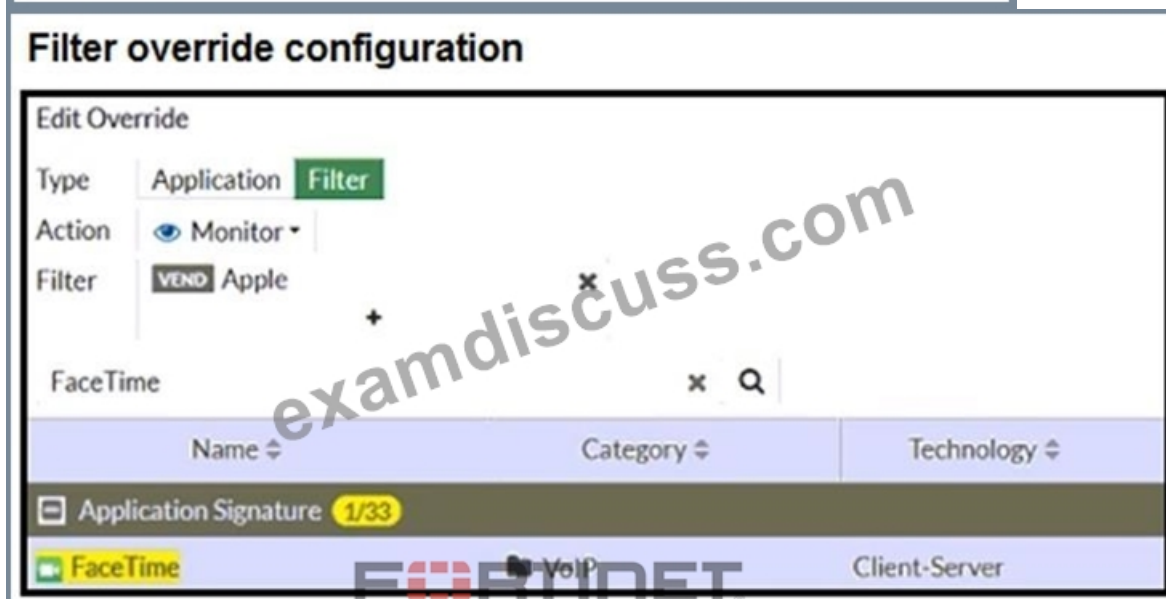 Filter override configuration
Edit Override
Type Application Filter
Action Monitor
Filter VEND Apple
FaceTime
Name Category Technology
Application Signature 1/33
FaceTime VoIP Client-Server
examdiscuss.com
FORTINET